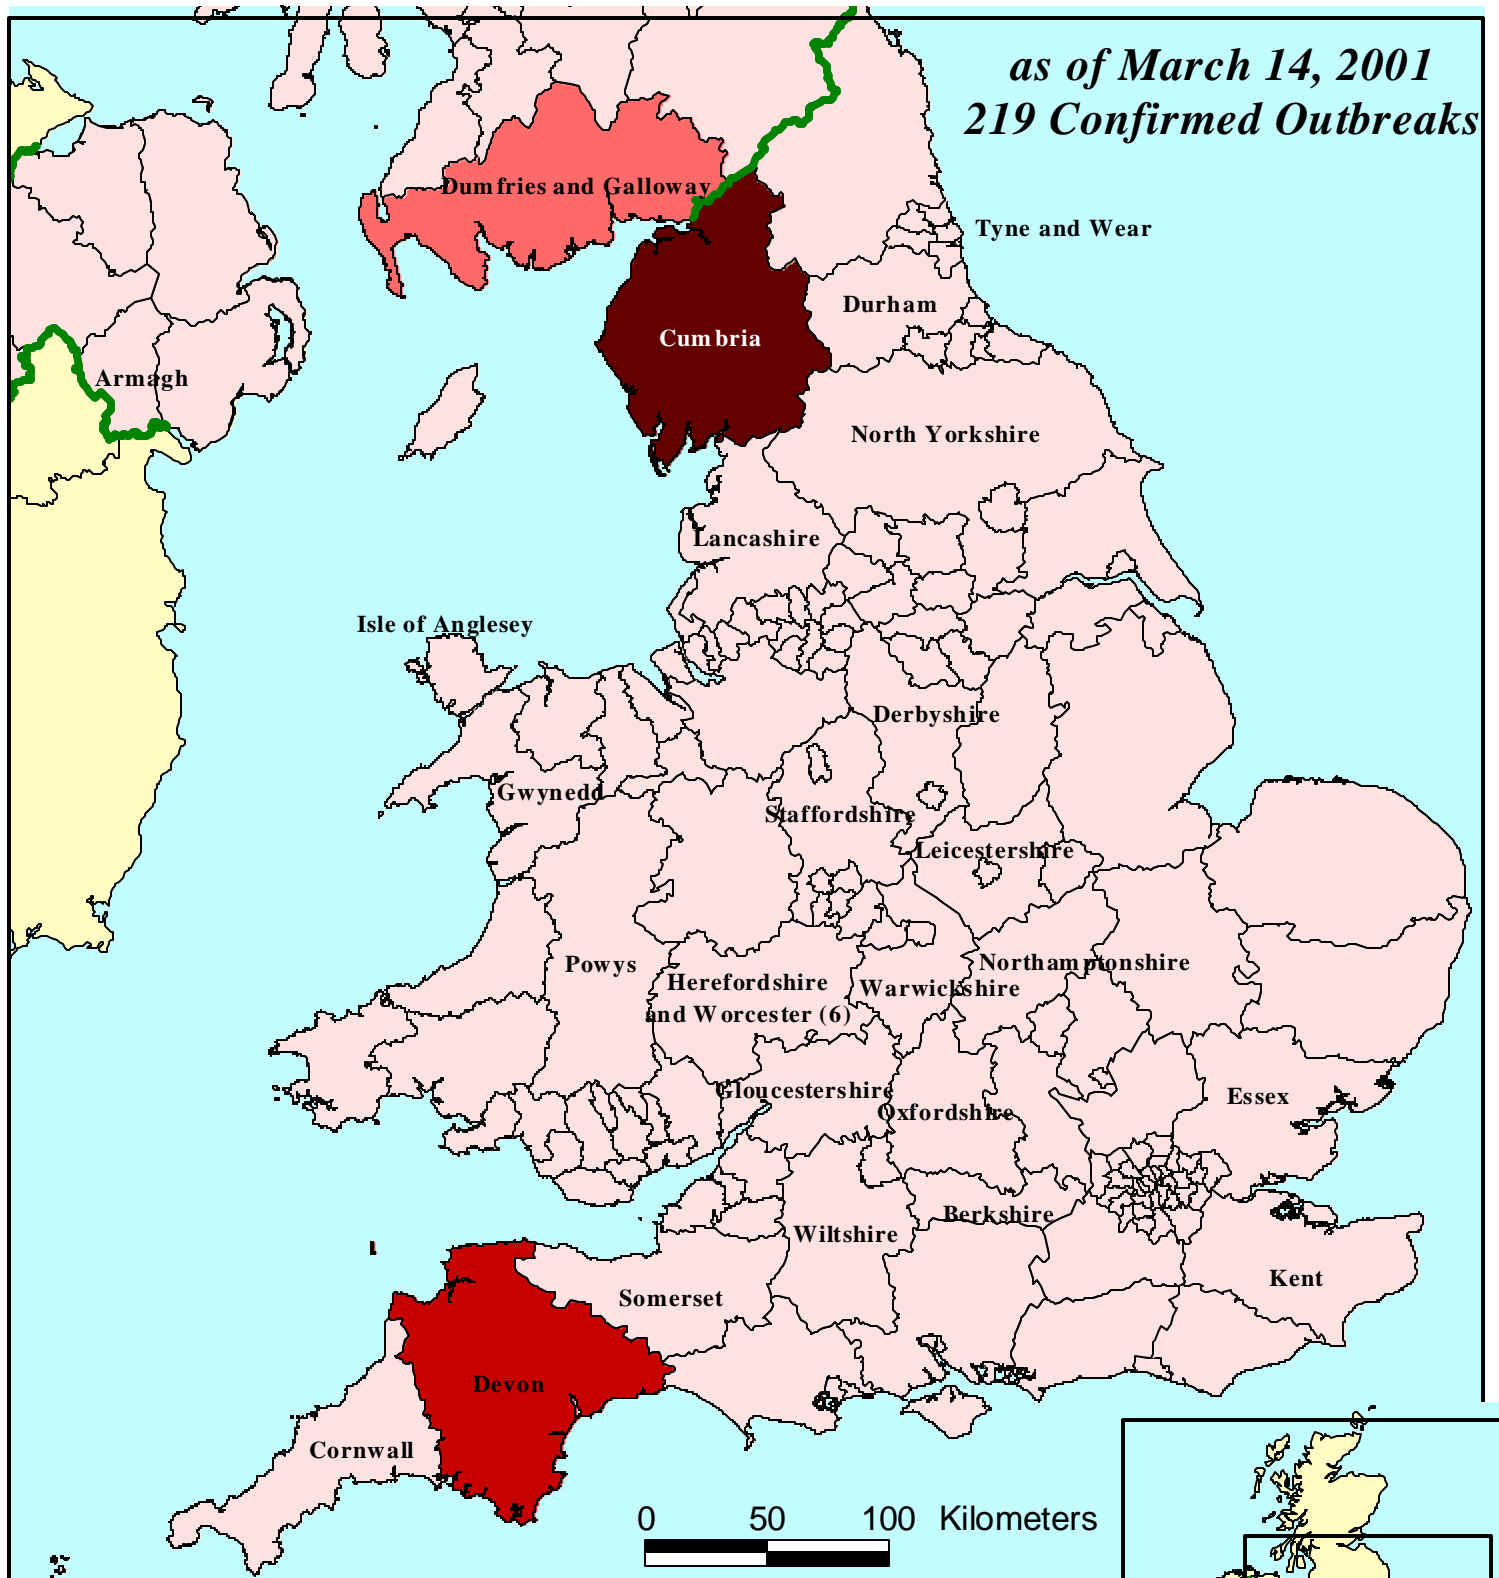 as of March 14, 2001
219 Confirmed Outbreaks
Dumfries and Galloway
Tyne and Wear
Durham
Cumbria
Armagh
North Yorkshire
Lancashire
Isle of Anglesey
Derbyshire
Gwynedd
Staffordshire
Leicestershire
Powys
Northamptonshire
Herefordshire
and Worcester (6)
Warwickshire
Gloucestershire
Oxfordshire
Essex
Berkshire
Wiltshire
Kent
Somerset
Devon
Cornwall
0 50 100 Kilometers